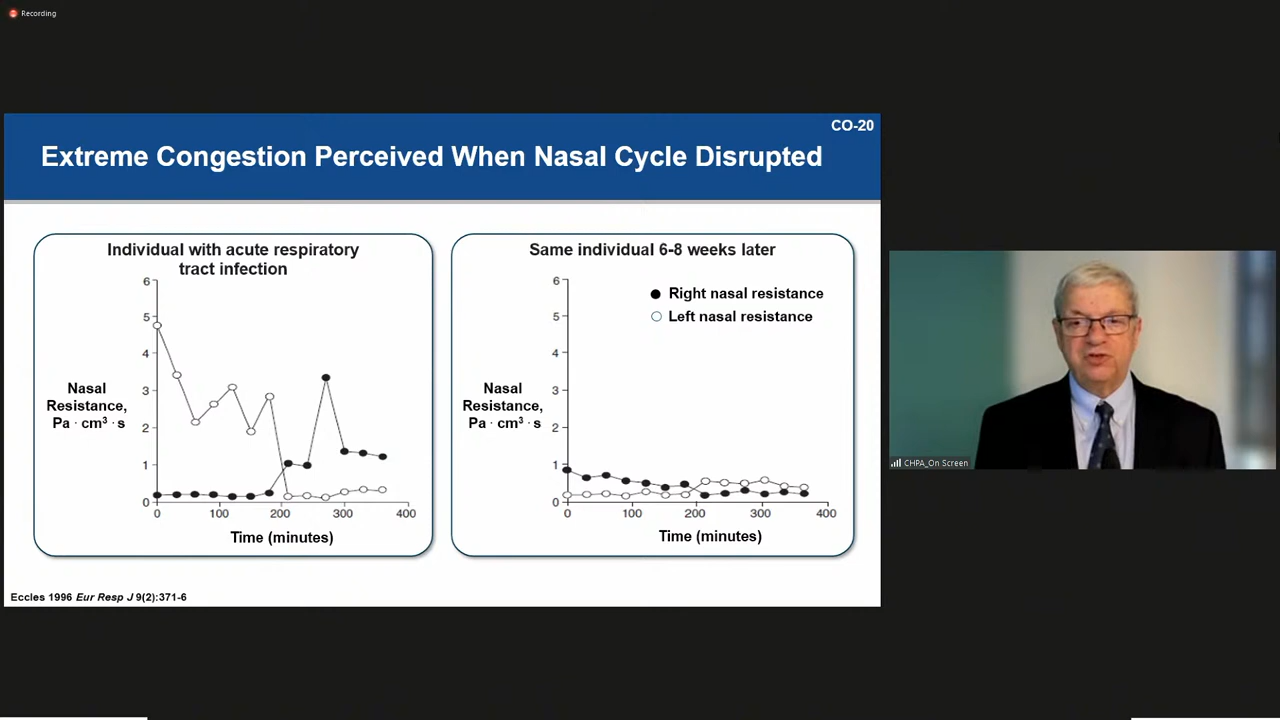 Recording
CO-20
Extreme Congestion Perceived When Nasal Cycle Disrupted
Individual with acute respiratory
tract infection
6
5
4
3
2
1
0
Nasal
Resistance,
Pa · cm³ · s
0 100 200 300 400
Time (minutes)
Same individual 6-8 weeks later
6
5
4
3
2
1
0
Right nasal resistance
Left nasal resistance
Nasal
Resistance,
Pa · cm³ · s
0 100 200 300 400
Time (minutes)
Eccles 1996 Eur Resp J 9(2):371-6
CHPA_On Screen